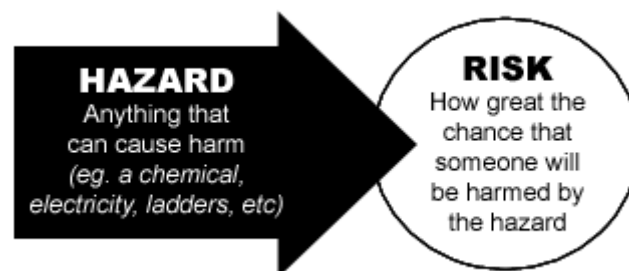 HAZARD
Anything that
can cause harm
(eg. a chemical,
electricity, ladders, etc)
RISK
How great the
chance that
someone will
be harmed by
the hazard